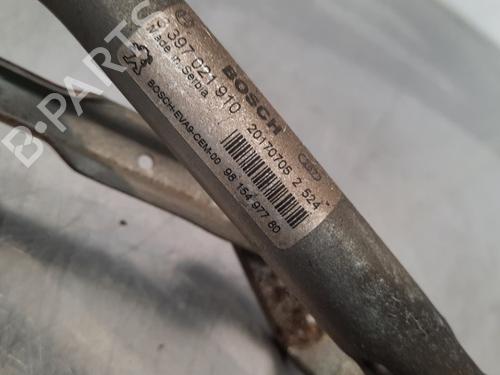 3 397 021 910
Made in Serbia
BOSCH
20170705 2 524
BOSCH-EVA9-CEM-00
98 154 977 80
B-PARTS